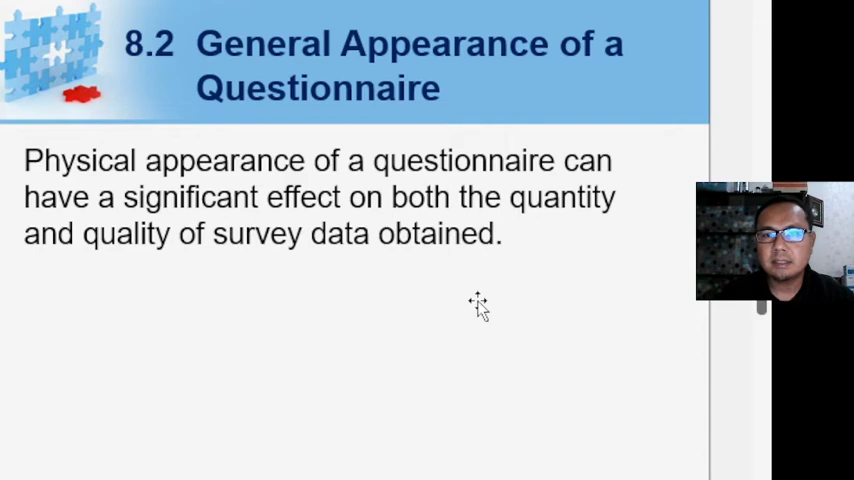 8.2 General Appearance of a
Questionnaire
Physical appearance of a questionnaire can
have a significant effect on both the quantity
and quality of survey data obtained.